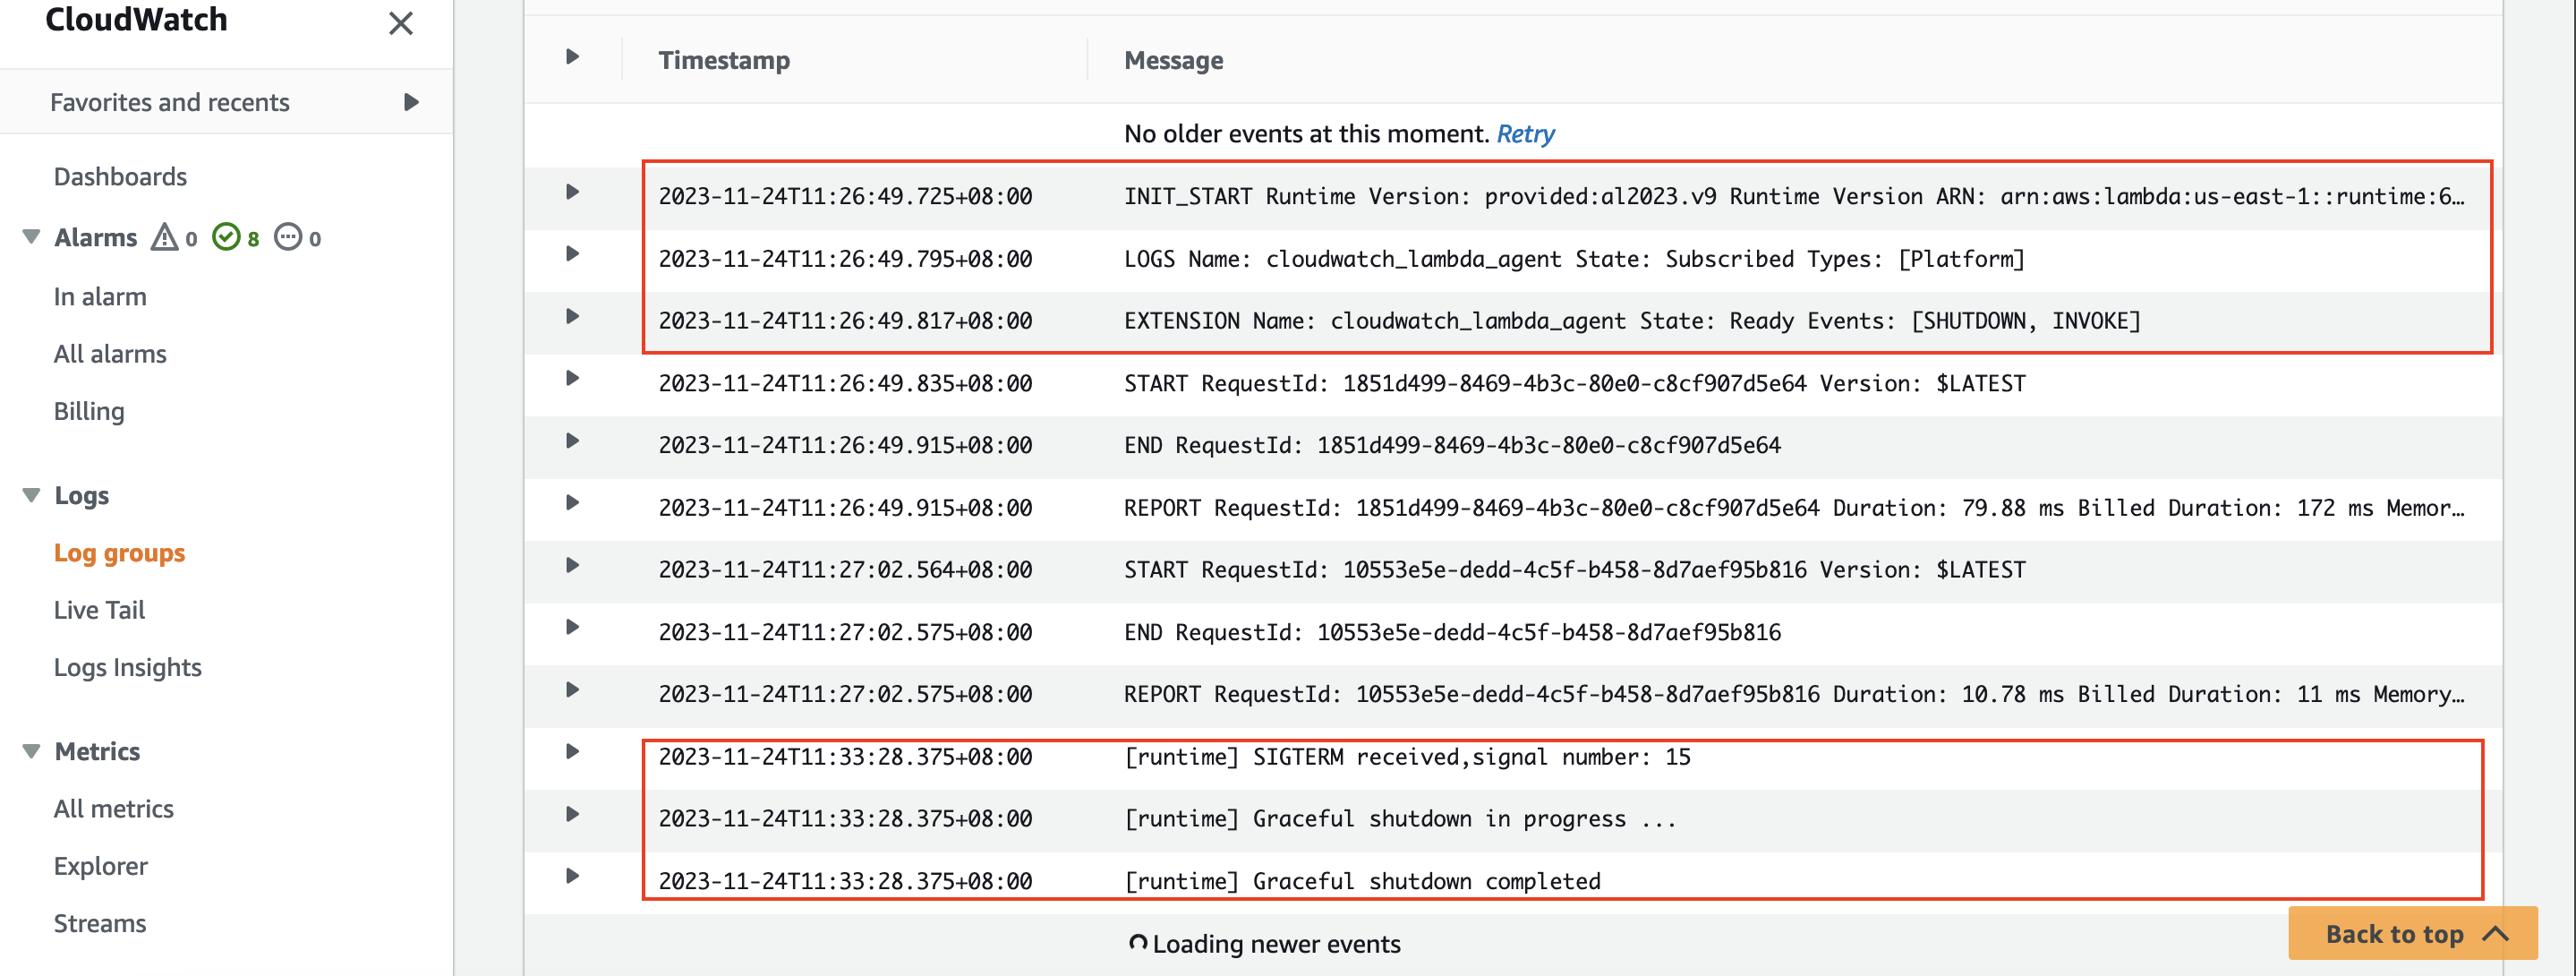 CloudWatch
Favorites and recents
Dashboards
Alarms 0 8 0
In alarm
All alarms
Billing
Logs
Log groups
Live Tail
Logs Insights
Metrics
All metrics
Explorer
Streams
Timestamp Message
No older events at this moment. Retry
2023-11-24T11:26:49.725+08:00 INIT_START Runtime Version: provided:al2023.v9 Runtime Version ARN: arn:aws:lambda:us-east-1::runtime:6…
2023-11-24T11:26:49.795+08:00 LOGS Name: cloudwatch_lambda_agent State: Subscribed Types: [Platform]
2023-11-24T11:26:49.817+08:00 EXTENSION Name: cloudwatch_lambda_agent State: Ready Events: [SHUTDOWN, INVOKE]
2023-11-24T11:26:49.835+08:00 START RequestId: 1851d499-8469-4b3c-80e0-c8cf907d5e64 Version: $LATEST
2023-11-24T11:26:49.915+08:00 END RequestId: 1851d499-8469-4b3c-80e0-c8cf907d5e64
2023-11-24T11:26:49.915+08:00 REPORT RequestId: 1851d499-8469-4b3c-80e0-c8cf907d5e64 Duration: 79.88 ms Billed Duration: 172 ms Memor…
2023-11-24T11:27:02.564+08:00 START RequestId: 10553e5e-dedd-4c5f-b458-8d7aef95b816 Version: $LATEST
2023-11-24T11:27:02.575+08:00 END RequestId: 10553e5e-dedd-4c5f-b458-8d7aef95b816
2023-11-24T11:27:02.575+08:00 REPORT RequestId: 10553e5e-dedd-4c5f-b458-8d7aef95b816 Duration: 10.78 ms Billed Duration: 11 ms Memory…
2023-11-24T11:33:28.375+08:00 [runtime] SIGTERM received,signal number: 15
2023-11-24T11:33:28.375+08:00 [runtime] Graceful shutdown in progress ...
2023-11-24T11:33:28.375+08:00 [runtime] Graceful shutdown completed
Loading newer events
Back to top